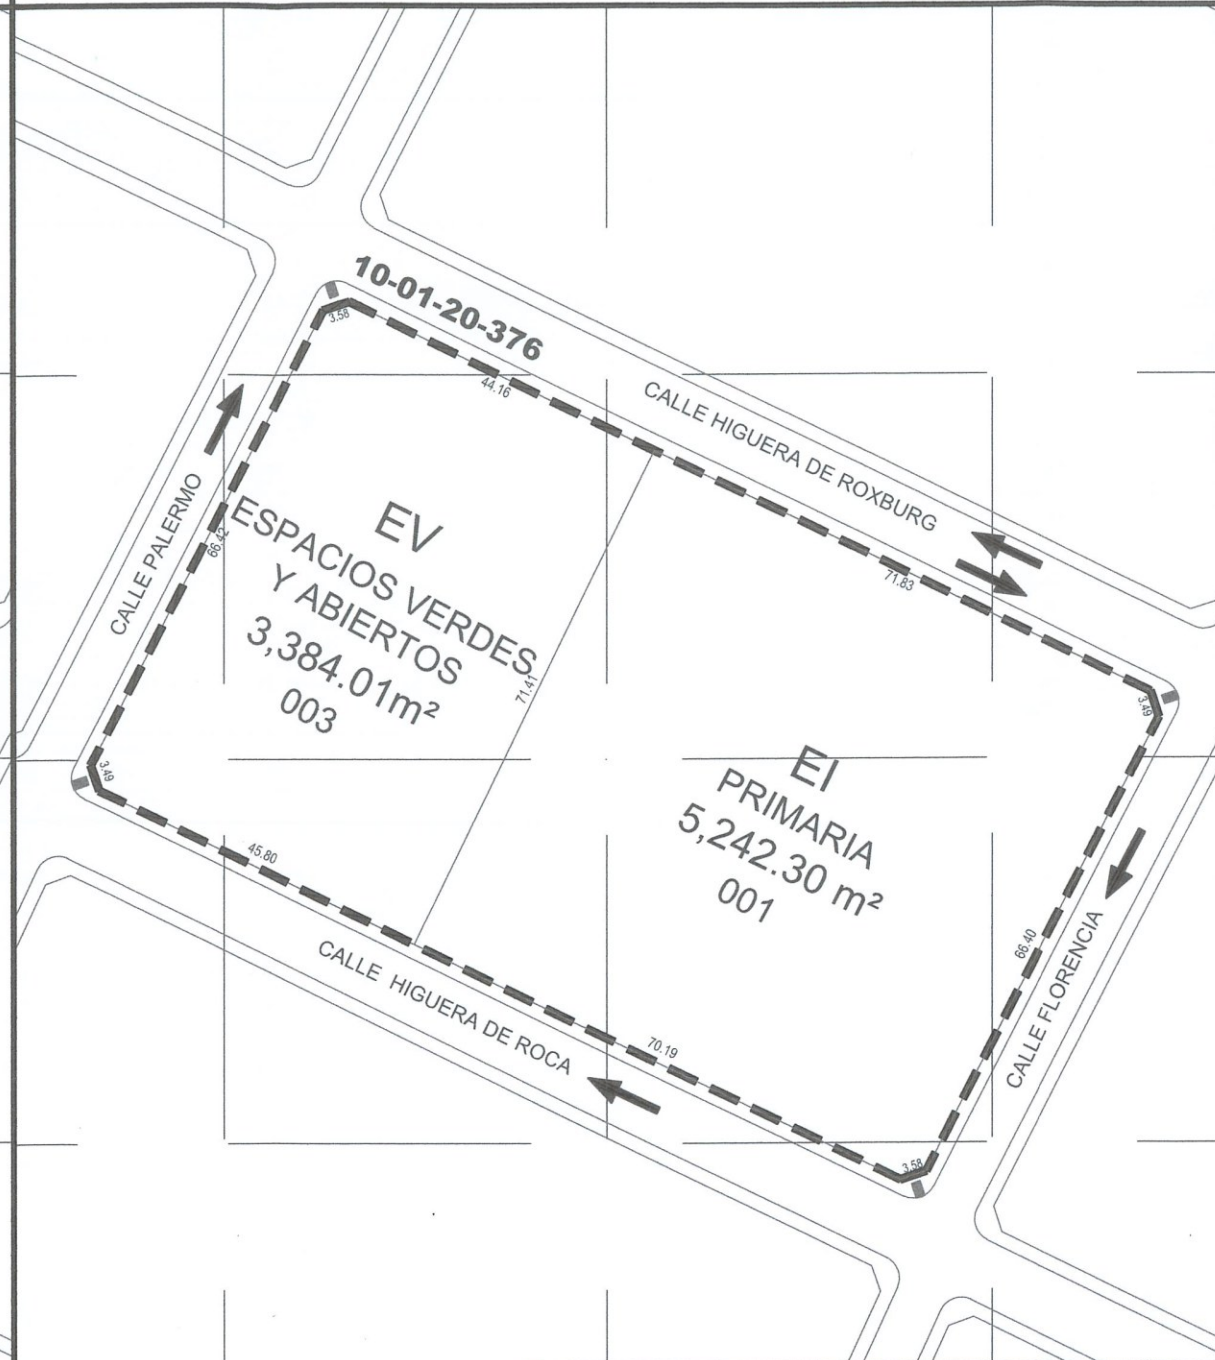 10-01-20-376
3.58
44.16
CALLE HIGUERA DE ROXBURG
71.83
CALLE PALERMO
66.42
EV
ESPACIOS VERDES
Y ABIERTOS
3,384.01m²
003
71.41
3.49
3.49
45.80
EI
PRIMARIA
5,242.30 m²
001
66.40
CALLE FLORENCIA
CALLE HIGUERA DE ROCA
70.19
3.58